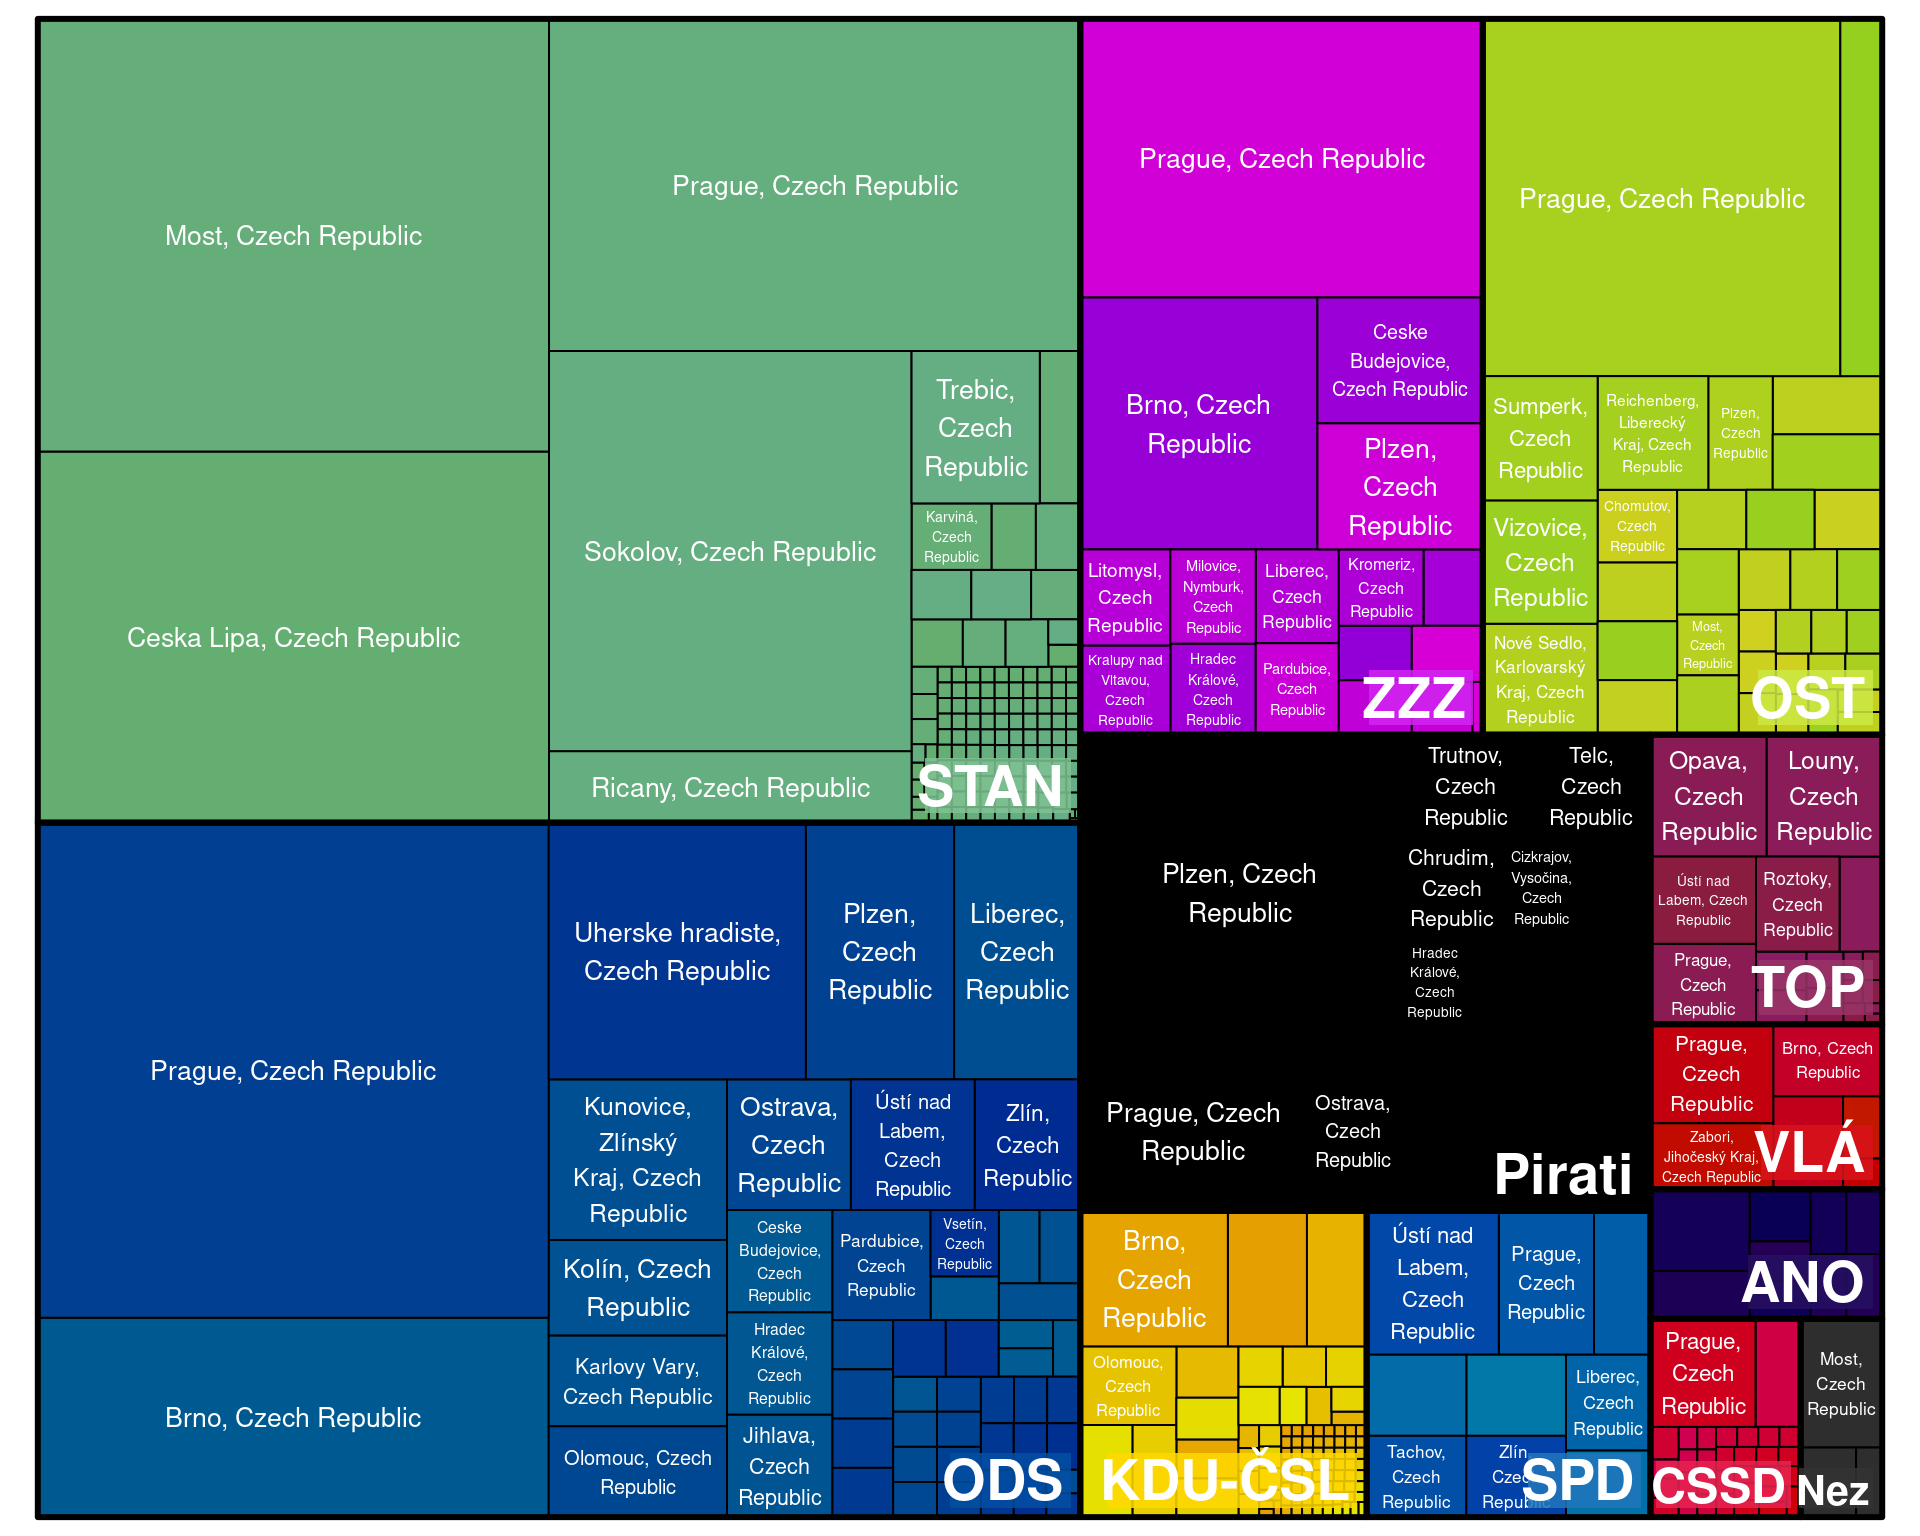 Most, Czech Republic
Prague, Czech Republic
Ceska Lipa, Czech Republic
Sokolov, Czech Republic
Trebic,
Czech
Republic
Karviná,
Czech
Republic
Ricany, Czech Republic
STAN
Prague, Czech Republic
Brno, Czech
Republic
Ceske
Budejovice,
Czech Republic
Plzen,
Czech
Republic
Litomysl,
Czech
Republic
Milovice,
Nymburk,
Czech
Republic
Liberec,
Czech
Republic
Kromeriz,
Czech
Republic
Kralupy nad
Vltavou,
Czech
Republic
Hradec
Králové,
Czech
Republic
Pardubice,
Czech
Republic
ZZZ
Prague, Czech Republic
Sumperk,
Czech
Republic
Reichenberg,
Liberecký
Kraj, Czech
Republic
Plzen,
Czech
Republic
Vizovice,
Czech
Republic
Chomutov,
Czech
Republic
Nové Sedlo,
Karlovarský
Kraj, Czech
Republic
Most,
Czech
Republic
OST
Prague, Czech Republic
Brno, Czech Republic
Uherske hradiste,
Czech Republic
Plzen,
Czech
Republic
Liberec,
Czech
Republic
Kunovice,
Zlínský
Kraj, Czech
Republic
Ostrava,
Czech
Republic
Ústí nad
Labem,
Czech
Republic
Zlín,
Czech
Republic
Kolín, Czech
Republic
Karlovy Vary,
Czech Republic
Olomouc, Czech
Republic
Ceske
Budejovice,
Czech
Republic
Pardubice,
Czech
Republic
Vsetín,
Czech
Republic
Hradec
Králové,
Czech
Republic
Jihlava,
Czech
Republic
ODS
Plzen, Czech
Republic
Trutnov,
Czech
Republic
Telc,
Czech
Republic
Chrudim,
Czech
Republic
Cizkrajov,
Vysočina,
Czech
Republic
Hradec
Králové,
Czech
Republic
Prague, Czech
Republic
Ostrava,
Czech
Republic
Pirati
Opava,
Czech
Republic
Louny,
Czech
Republic
Ústí nad
Labem, Czech
Republic
Roztoky,
Czech
Republic
Prague,
Czech
Republic
TOP
Prague,
Czech
Republic
Brno, Czech
Republic
Zabori,
Jihočeský Kraj,
Czech Republic
VLÁ
ANO
Brno,
Czech
Republic
Olomouc,
Czech
Republic
KDU-ČSL
Ústí nad
Labem,
Czech
Republic
Prague,
Czech
Republic
Liberec,
Czech
Republic
Tachov,
Czech
Republic
Zlín,
Czech
Republic
SPD
Prague,
Czech
Republic
CSSD
Most,
Czech
Republic
Nez